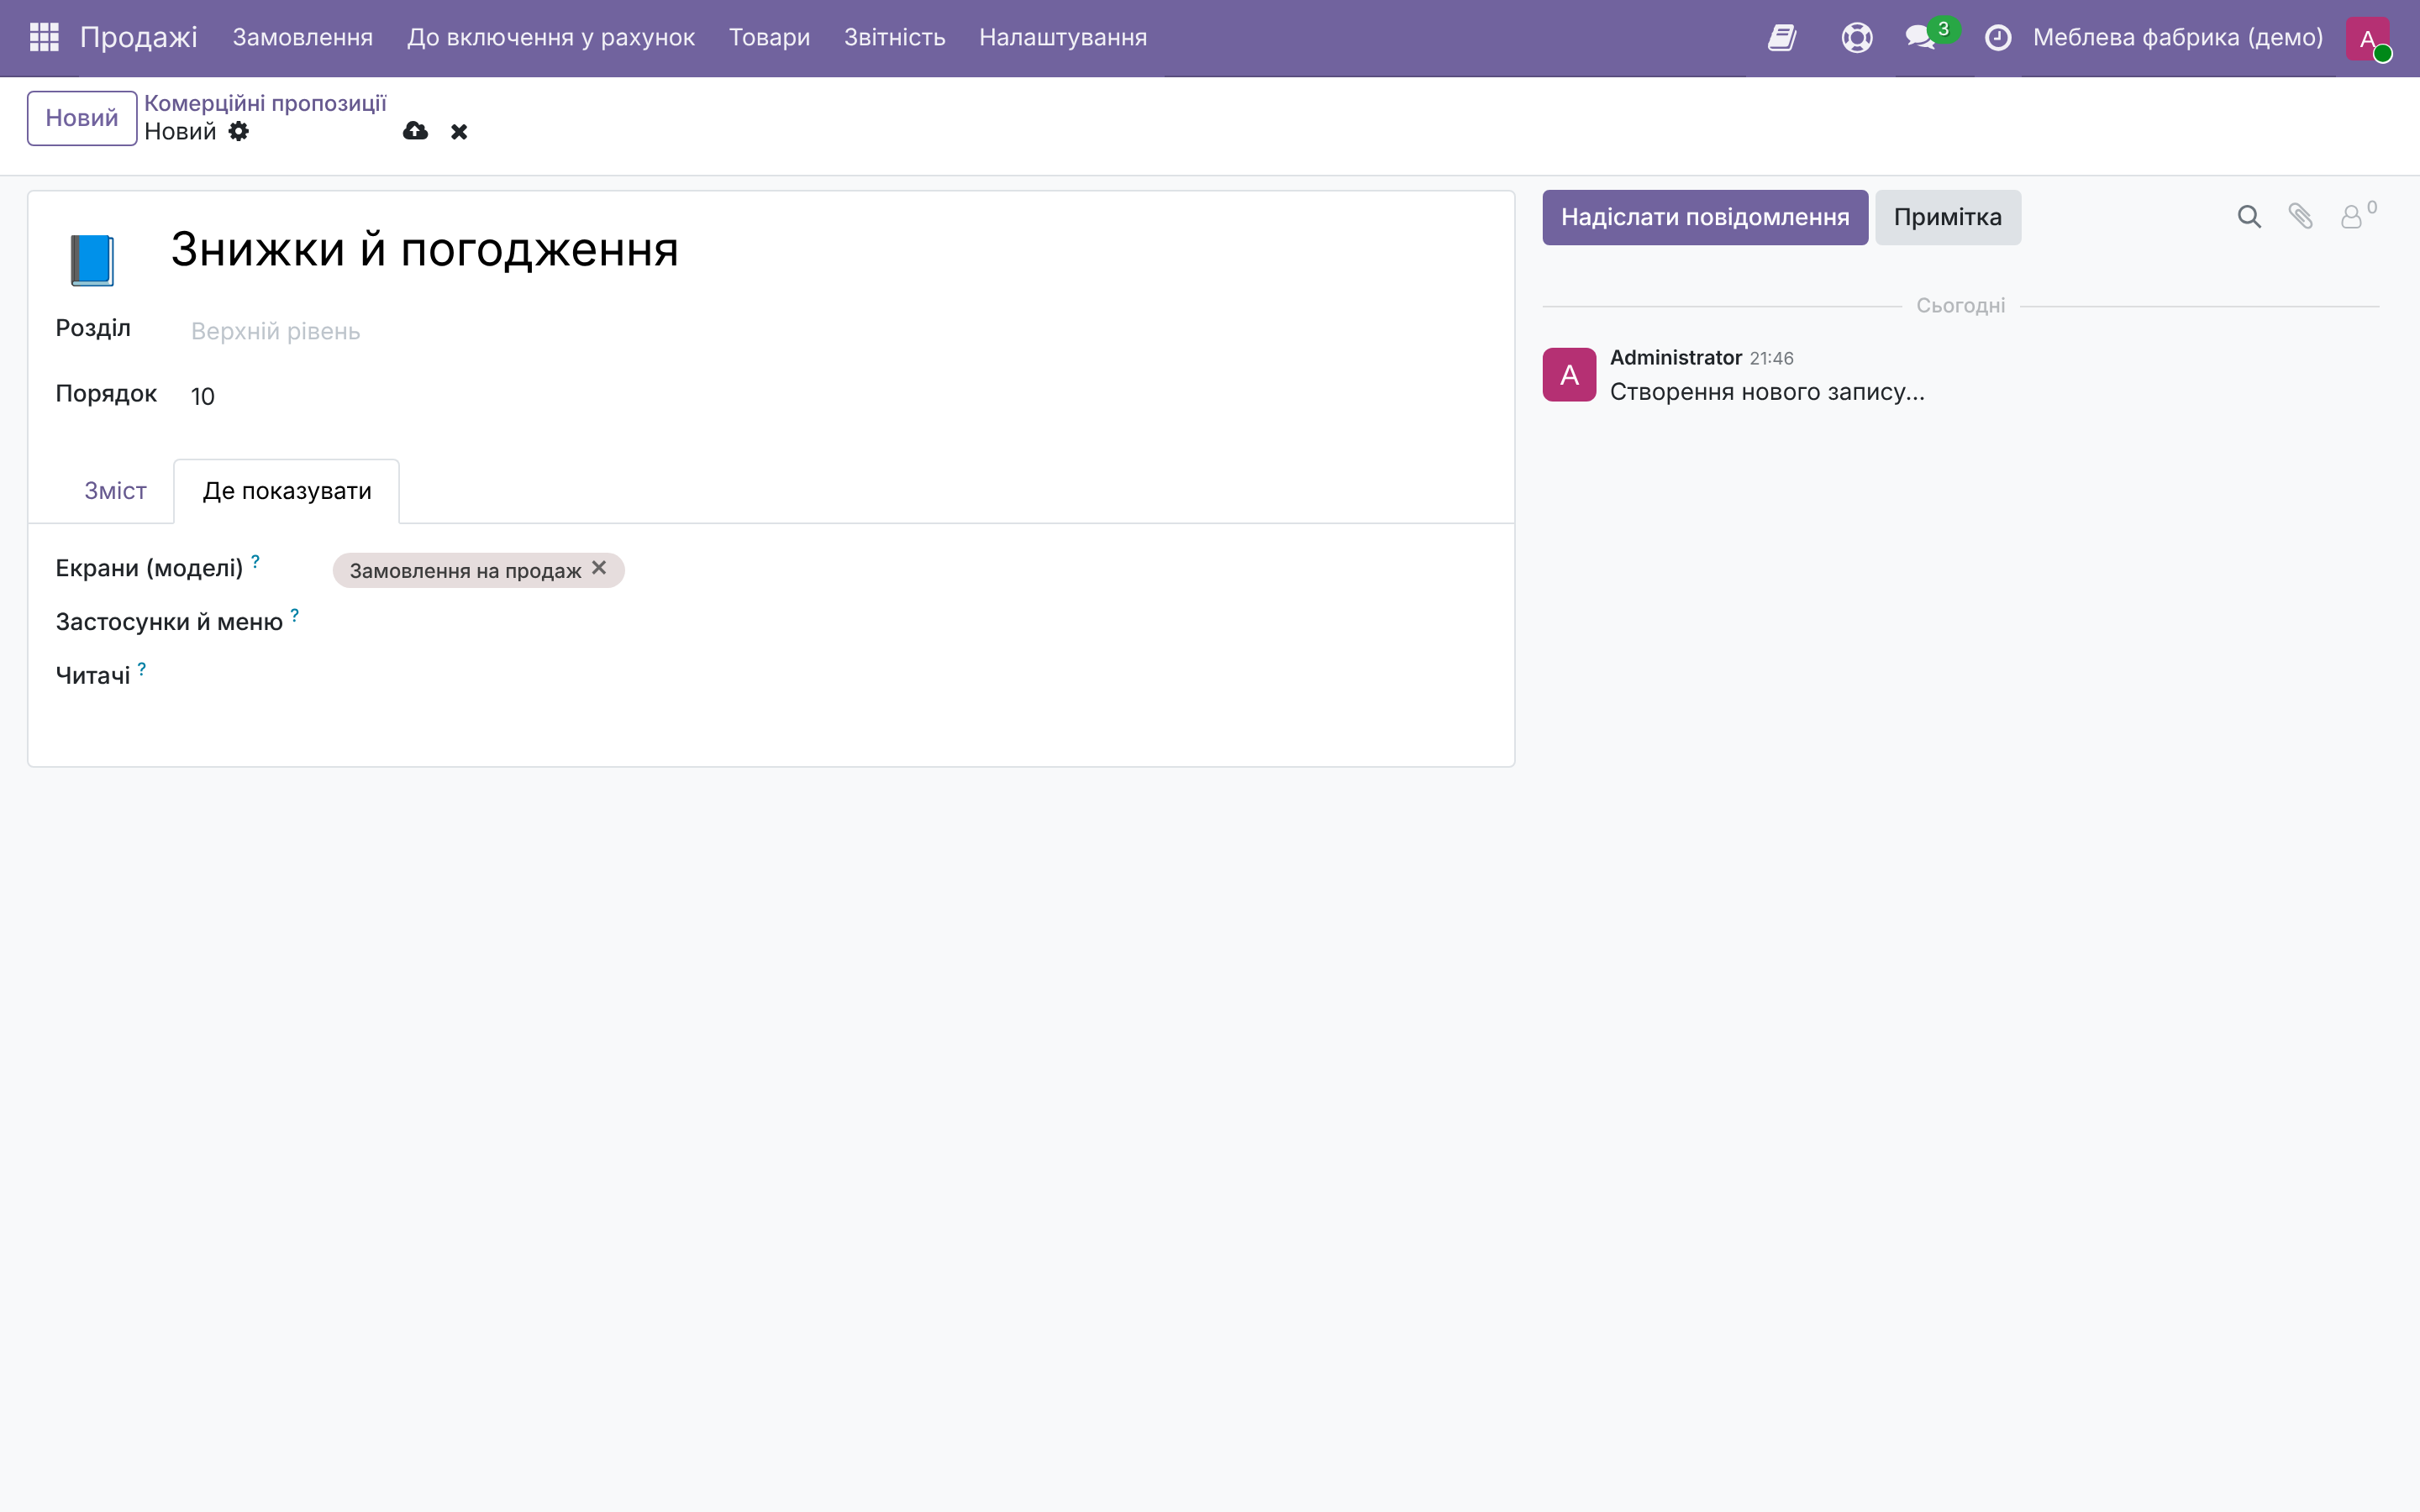 Продажі Замовлення До включення у рахунок Товари Звітність Налаштування 3 Меблева фабрика (демо) A
Новий Комерційні пропозиції
Новий
Знижки й погодження
Розділ Верхній рівень
Порядок 10
Зміст Де показувати
Екрани (моделі) ? Замовлення на продаж
Застосунки й меню ?
Читачі ?
Надіслати повідомлення Примітка 0
Сьогодні
A Administrator 21:46
Створення нового запису...